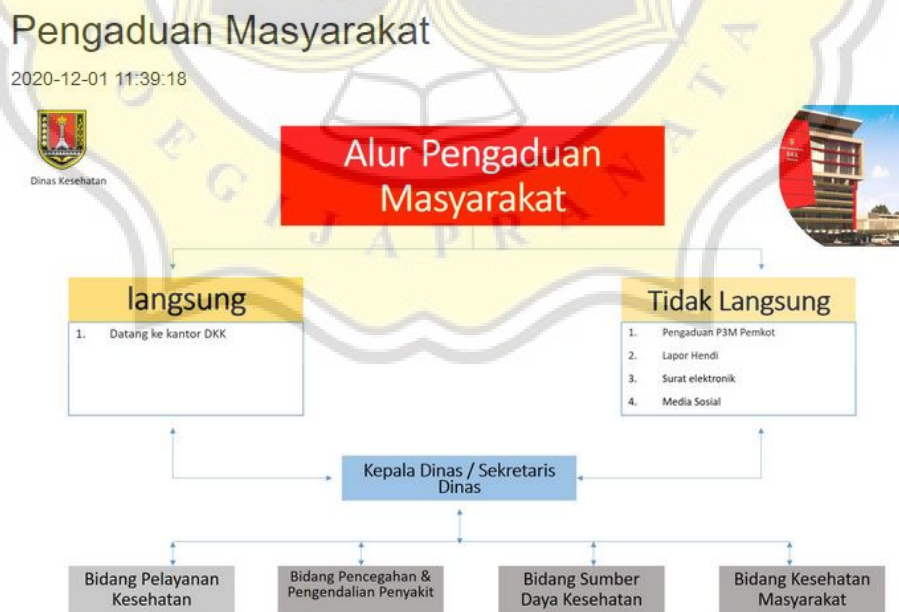 Pengaduan Masyarakat
2020-12-01 11:39:18
Dinas Kesehatan
Alur Pengaduan
Masyarakat
OEGIJAPRANATA
langsung
1. Datang ke kantor DKK
Tidak Langsung
1. Pengaduan P3M Pemkot
2. Lapor Hendi
3. Surat elektronik
4. Media Sosial
Kepala Dinas / Sekretaris
Dinas
Bidang Pelayanan
Kesehatan
Bidang Pencegahan &
Pengendalian Penyakit
Bidang Sumber
Daya Kesehatan
Bidang Kesehatan
Masyarakat